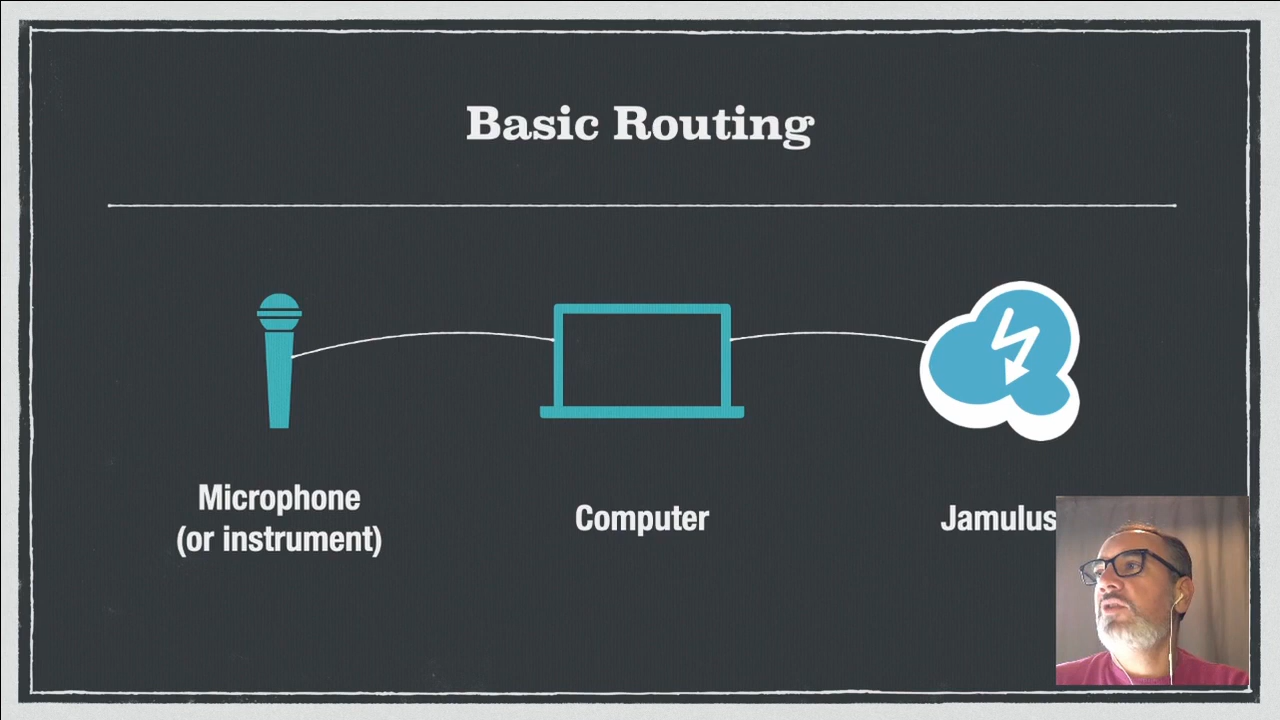 Basic Routing
Microphone
(or instrument)
Computer
Jamulus